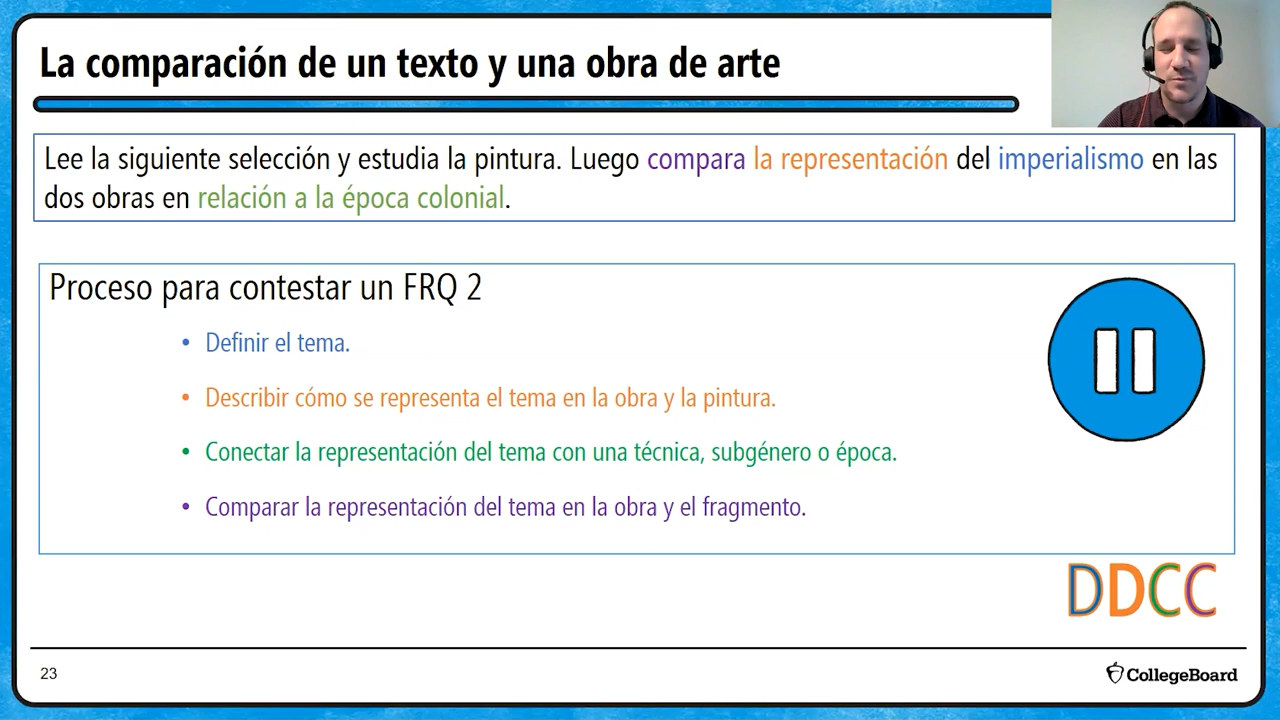 La comparación de un texto y una obra de arte
Lee la siguiente selección y estudia la pintura. Luego compara la representación del imperialismo en las
dos obras en relación a la época colonial.
Proceso para contestar un FRQ 2
• Definir el tema.
• Describir cómo se representa el tema en la obra y la pintura.
• Conectar la representación del tema con una técnica, subgénero o época.
• Comparar la representación del tema en la obra y el fragmento.
DDCC
23
CollegeBoard